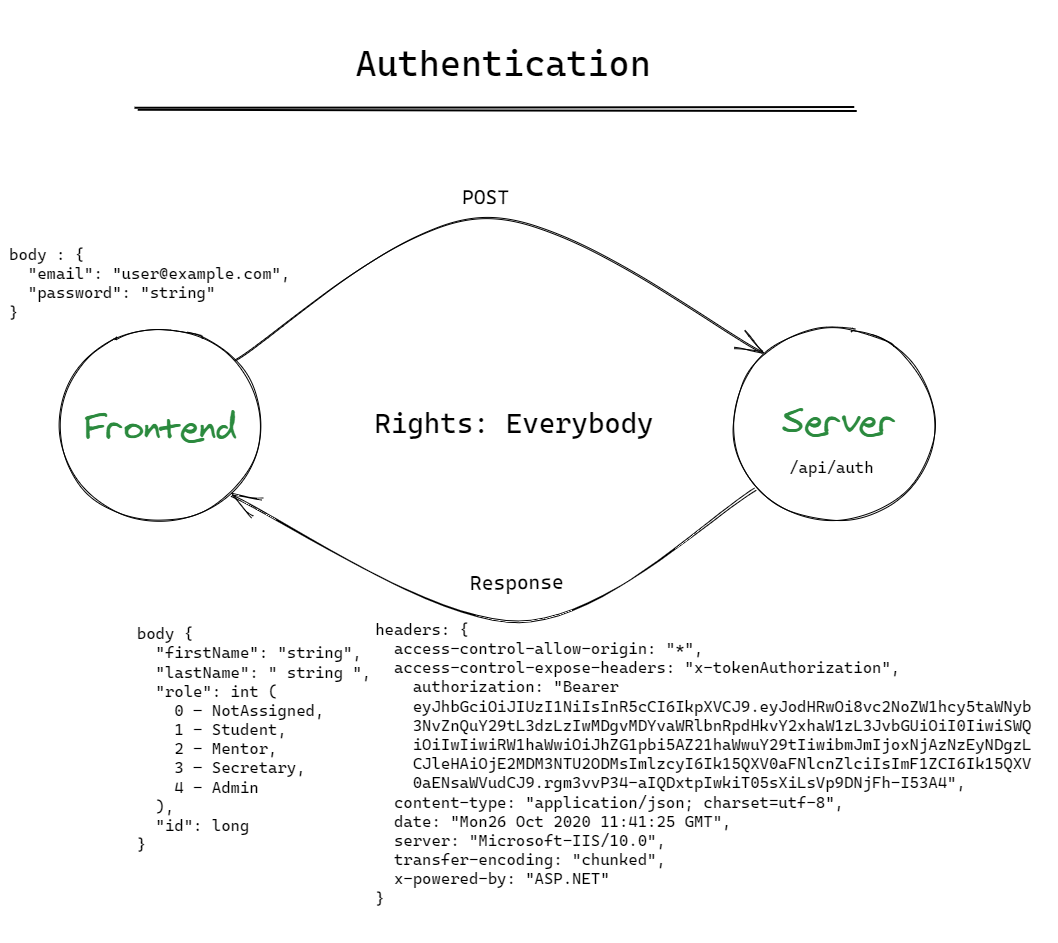 Authentication
POST
body : {
"email": "user@example.com",
"password": "string"
}
Frontend
Rights: Everybody
Server
/api/auth
Response
body {
"firstName": "string",
"lastName": " string ",
"role": int (
0 – NotAssigned,
1 – Student,
2 – Mentor,
3 – Secretary,
4 – Admin
),
"id": long
}
headers: {
access-control-allow-origin: "*",
access-control-expose-headers: "x-tokenAuthorization",
authorization: "Bearer
eyJhbGciOiJIUzI1NiIsInR5cCI6IkpXVCJ9.eyJodHRwOi8vc2NoZW1hcy5taWNyb
3NvZnQuY29tL3dzLzIwMDgvMDYvaWRlbnRpdHkvY2xhaW1zL3JvbGUiOiI0IiwiSWQ
iOiIwIiwiRW1haWwiOiJhZG1pbi5AZ21haWwuY29tIiwibmJmIjoxNjAzNzEyNDgzL
CJleHAiOjE2MDM3NTU2ODMsImlzcyI6Ik15QXV0aFNlcnZlciIsImF1ZCI6Ik15QXV
0aENsaWVudCJ9.rgm3vvP34-aIQDxtpIwkiT05sXiLsVp9DNjFh-I53A4",
content-type: "application/json; charset=utf-8",
date: "Mon26 Oct 2020 11:41:25 GMT",
server: "Microsoft-IIS/10.0",
transfer-encoding: "chunked",
x-powered-by: "ASP.NET"
}